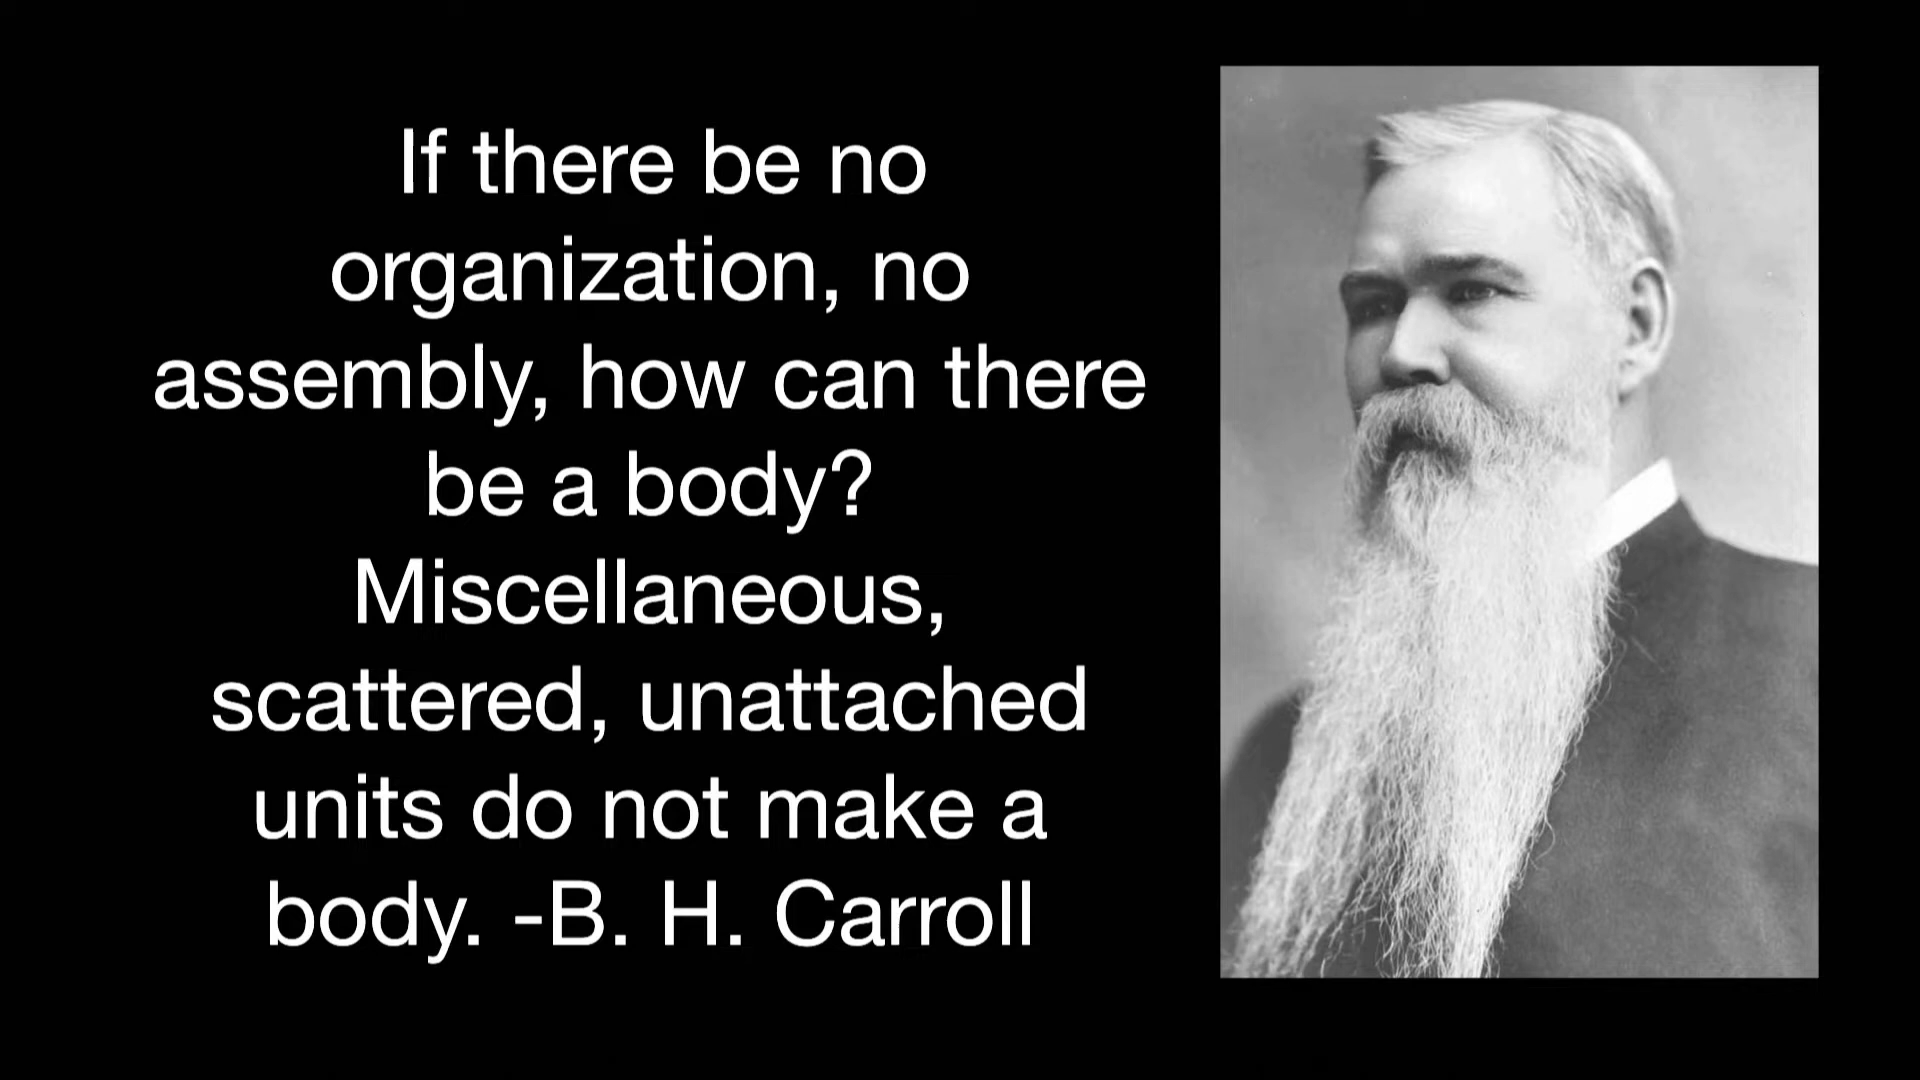 If there be no
organization, no
assembly, how can there
be a body?
Miscellaneous,
scattered, unattached
units do not make a
body. -B. H. Carroll